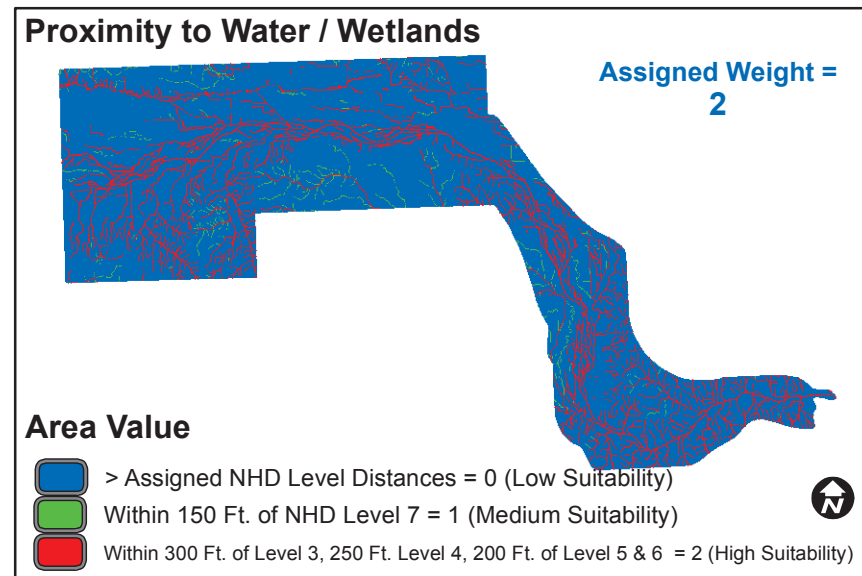 Proximity to Water / Wetlands
Assigned Weight =
2
Area Value
> Assigned NHD Level Distances = 0 (Low Suitability)
Within 150 Ft. of NHD Level 7 = 1 (Medium Suitability)
N
Within 300 Ft. of Level 3, 250 Ft. Level 4, 200 Ft. of Level 5 & 6  = 2 (High Suitability)